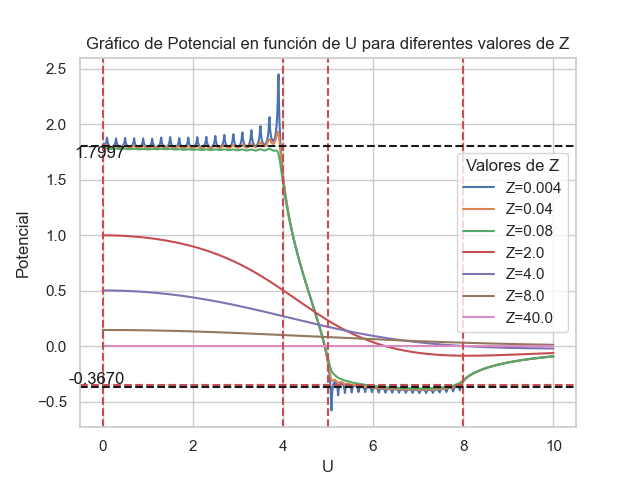 Gráfico de Potencial en función de U para diferentes valores de Z
Potencial
2.5
2.0
1.5
1.0
0.5
0.0
−0.5
1.7997
-0.3670
Valores de Z
Z=0.004
Z=0.04
Z=0.08
Z=2.0
Z=4.0
Z=8.0
Z=40.0
0
2
4
6
8
10
U